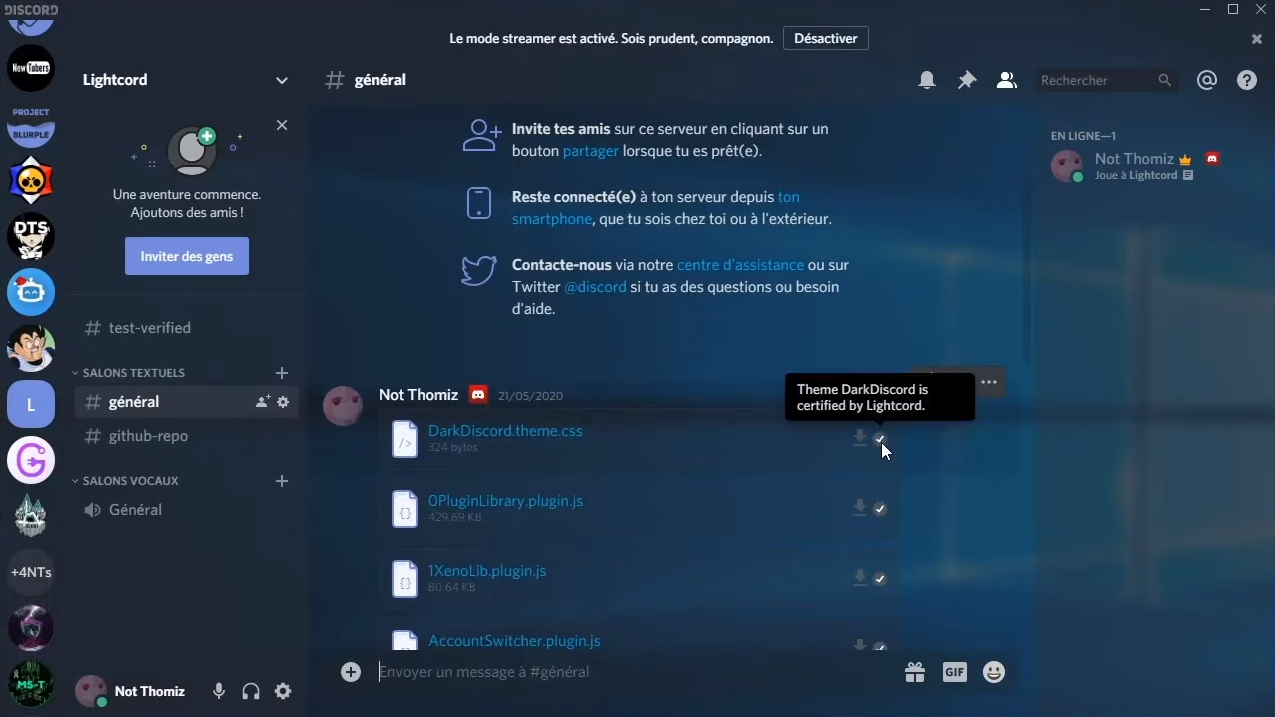 DISCORD
Le mode streamer est activé. Sois prudent, compagnon.
Désactiver
New Tubers
PROJECT
BLURPLE
DTS
L
+4NTs
MS-T
Lightcord
Une aventure commence.
Ajoutons des amis !
Inviter des gens
# test-verified
SALONS TEXTUELS
# général
# github-repo
SALONS VOCAUX
Général
Not Thomiz
# général
Rechercher
Invite tes amis sur ce serveur en cliquant sur un
bouton partager lorsque tu es prêt(e).
Reste connecté(e) à ton serveur depuis ton
smartphone, que tu sois chez toi ou à l'extérieur.
Contacte-nous via notre centre d'assistance ou sur
Twitter @discord si tu as des questions ou besoin
d'aide.
Not Thomiz 21/05/2020
Theme DarkDiscord is
certified by Lightcord.
DarkDiscord.theme.css
324 bytes
0PluginLibrary.plugin.js
429.69 KB
1XenoLib.plugin.js
80.64 KB
AccountSwitcher.plugin.js
Envoyer un message à #général
GIF
EN LIGNE—1
Not Thomiz
Joue à Lightcord